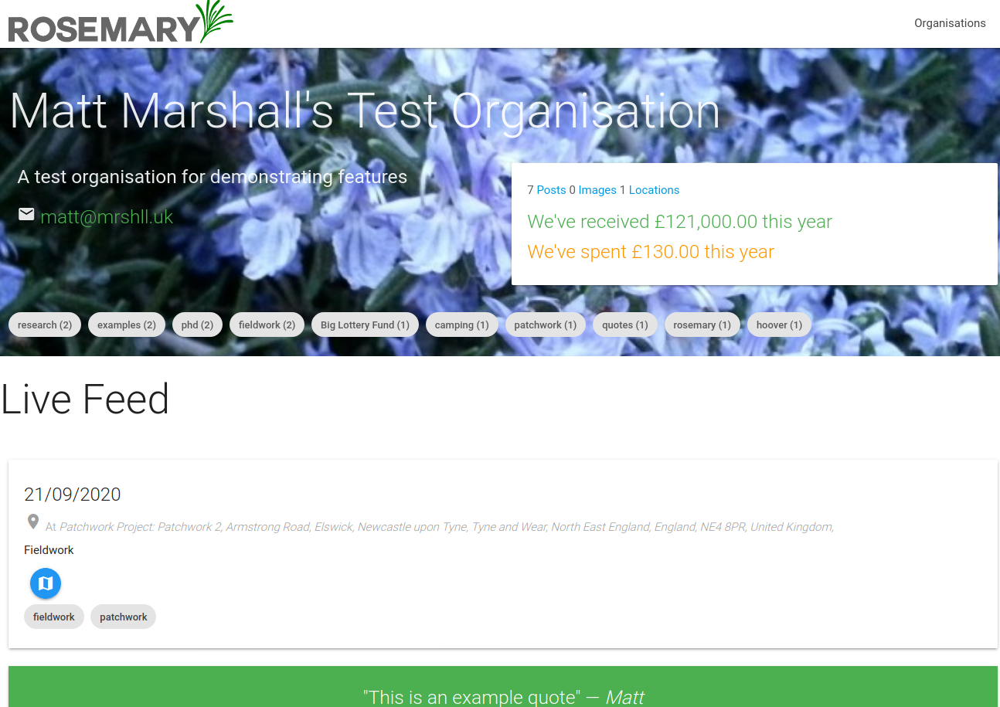 ROSEMARY
Organisations
Matt Marshall's Test Organisation
A test organisation for demonstrating features
matt@mrshll.uk
7 Posts 0 Images 1 Locations
We've received £121,000.00 this year
We've spent £130.00 this year
research (2) examples (2) phd (2) fieldwork (2) Big Lottery Fund (1) camping (1) patchwork (1) quotes (1) rosemary (1) hoover (1)
Live Feed
21/09/2020
At Patchwork Project: Patchwork 2, Armstrong Road, Elswick, Newcastle upon Tyne, Tyne and Wear, North East England, England, NE4 8PR, United Kingdom,
Fieldwork
fieldwork patchwork
"This is an example quote" — Matt